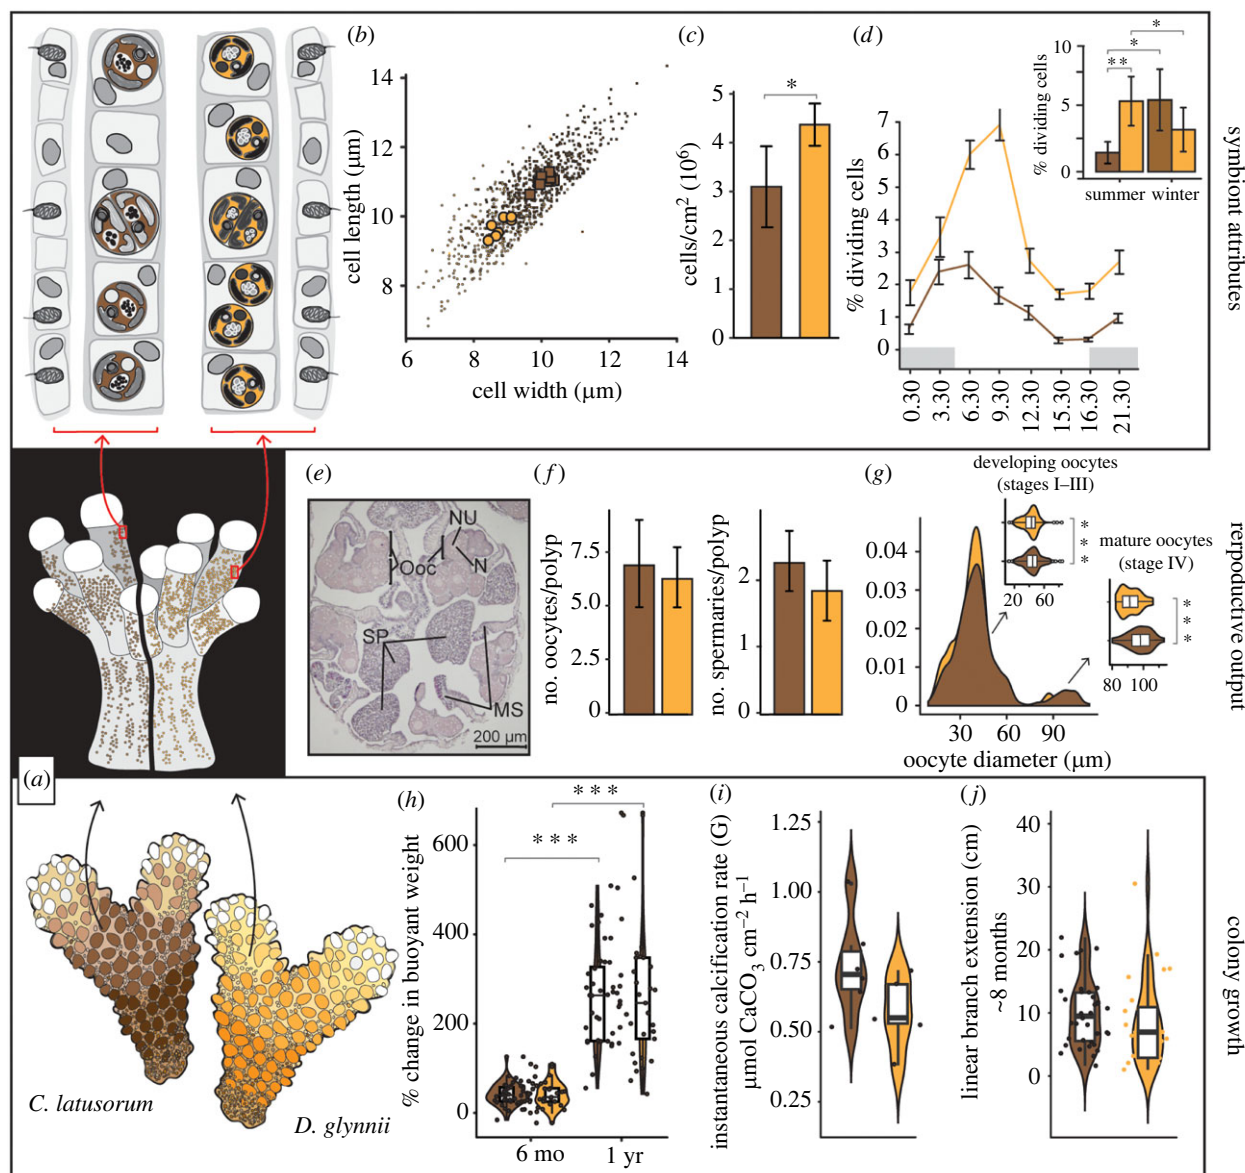 (b)
cell length (µm)
14
12
10
8
6
8
10
12
14
cell width (µm)
(c)
cells/cm2 (10⁶)
5
4
3
2
1
0
*
(d)
% dividing cells
7
6
5
4
3
2
1
0
0.30
3.30
6.30
9.30
12.30
15.30
16.30
21.30
% dividing cells
10
5
0
*
*
**
summer winter
symbiont attributes
(e)
NU
Ooc
N
SP
MS
200 µm
(f)
no. oocytes/polyp
7.5
5.0
2.5
0
no. spermaries/polyp
2
1
0
(g)
developing oocytes
(stages I–III)
***
20 60
mature oocytes
(stage IV)
***
80 100
0.04
0.03
0.02
0.01
0
30 60 90
oocyte diameter (µm)
rerpoductive output
(a)
C. latusorum
D. glynnii
(h)
% change in buoyant weight
600
400
200
0
***
***
6 mo
1 yr
(i)
instantaneous calcification rate (G)
µmol CaCO₃ cm⁻² h⁻¹
1.25
1.00
0.75
0.50
0.25
(j)
linear branch extension (cm)
~8 months
40
30
20
10
0
colony growth